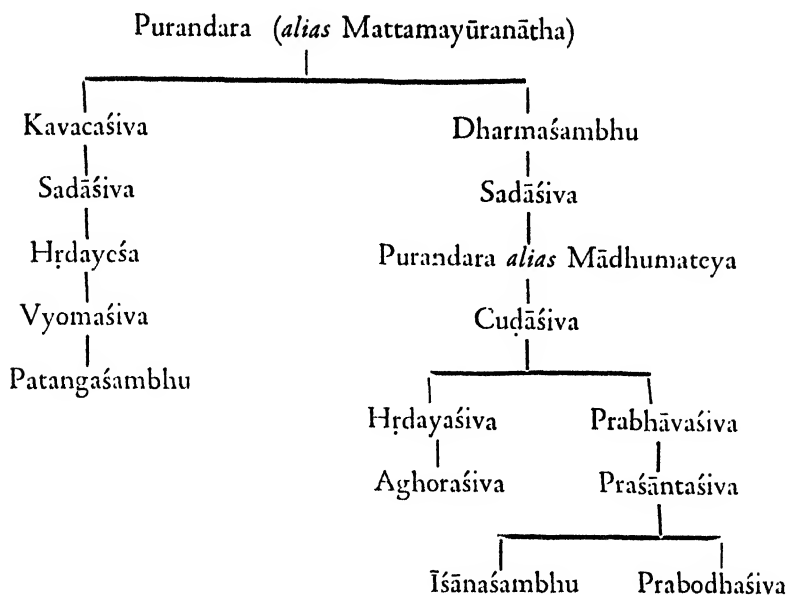 Purandara (alias Mattamayūranātha)
Kavacaśiva Dharmaśambhu
Sadāśiva Sadāśiva
Hṛdayeśa Purandara alias Mādhumateya
Vyomaśiva Cuḍāśiva
Patangaśambhu
Hṛdayaśiva Prabhāvaśiva
Aghoraśiva Praśāntaśiva
Īśānaśambhu Prabodhaśiva